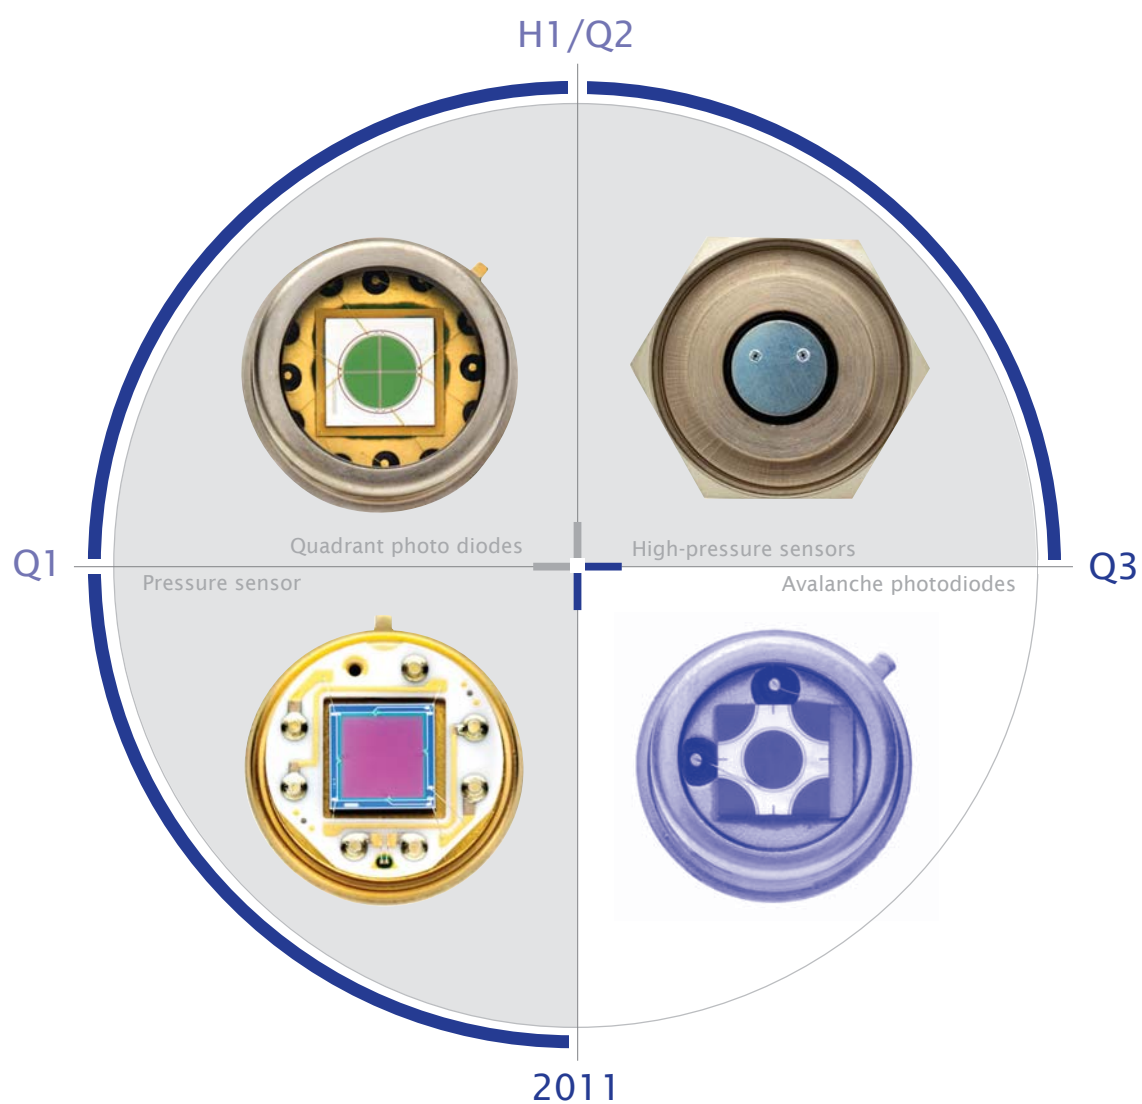 H1/Q2
Quadrant photo diodes
High-pressure sensors
Q1
Q3
Pressure sensor
Avalanche photodiodes
2011